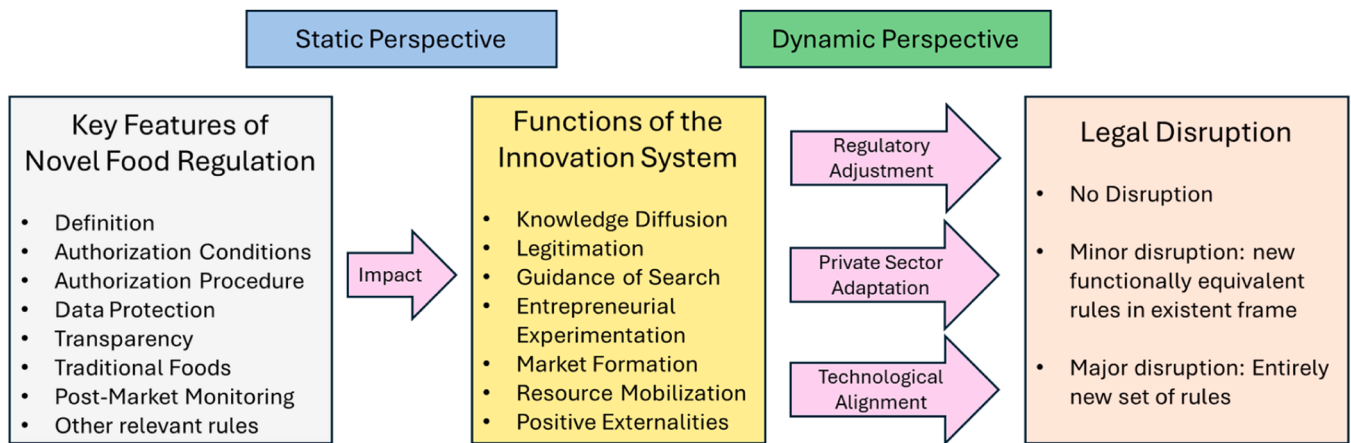 Static Perspective
Dynamic Perspective
Key Features of
Novel Food Regulation
• Definition
• Authorization Conditions
• Authorization Procedure
• Data Protection
• Transparency
• Traditional Foods
• Post-Market Monitoring
• Other relevant rules
Impact
Functions of the
Innovation System
• Knowledge Diffusion
• Legitimation
• Guidance of Search
• Entrepreneurial
Experimentation
• Market Formation
• Resource Mobilization
• Positive Externalities
Regulatory
Adjustment
Private Sector
Adaptation
Technological
Alignment
Legal Disruption
• No Disruption
• Minor disruption: new
functionally equivalent
rules in existent frame
• Major disruption: Entirely
new set of rules